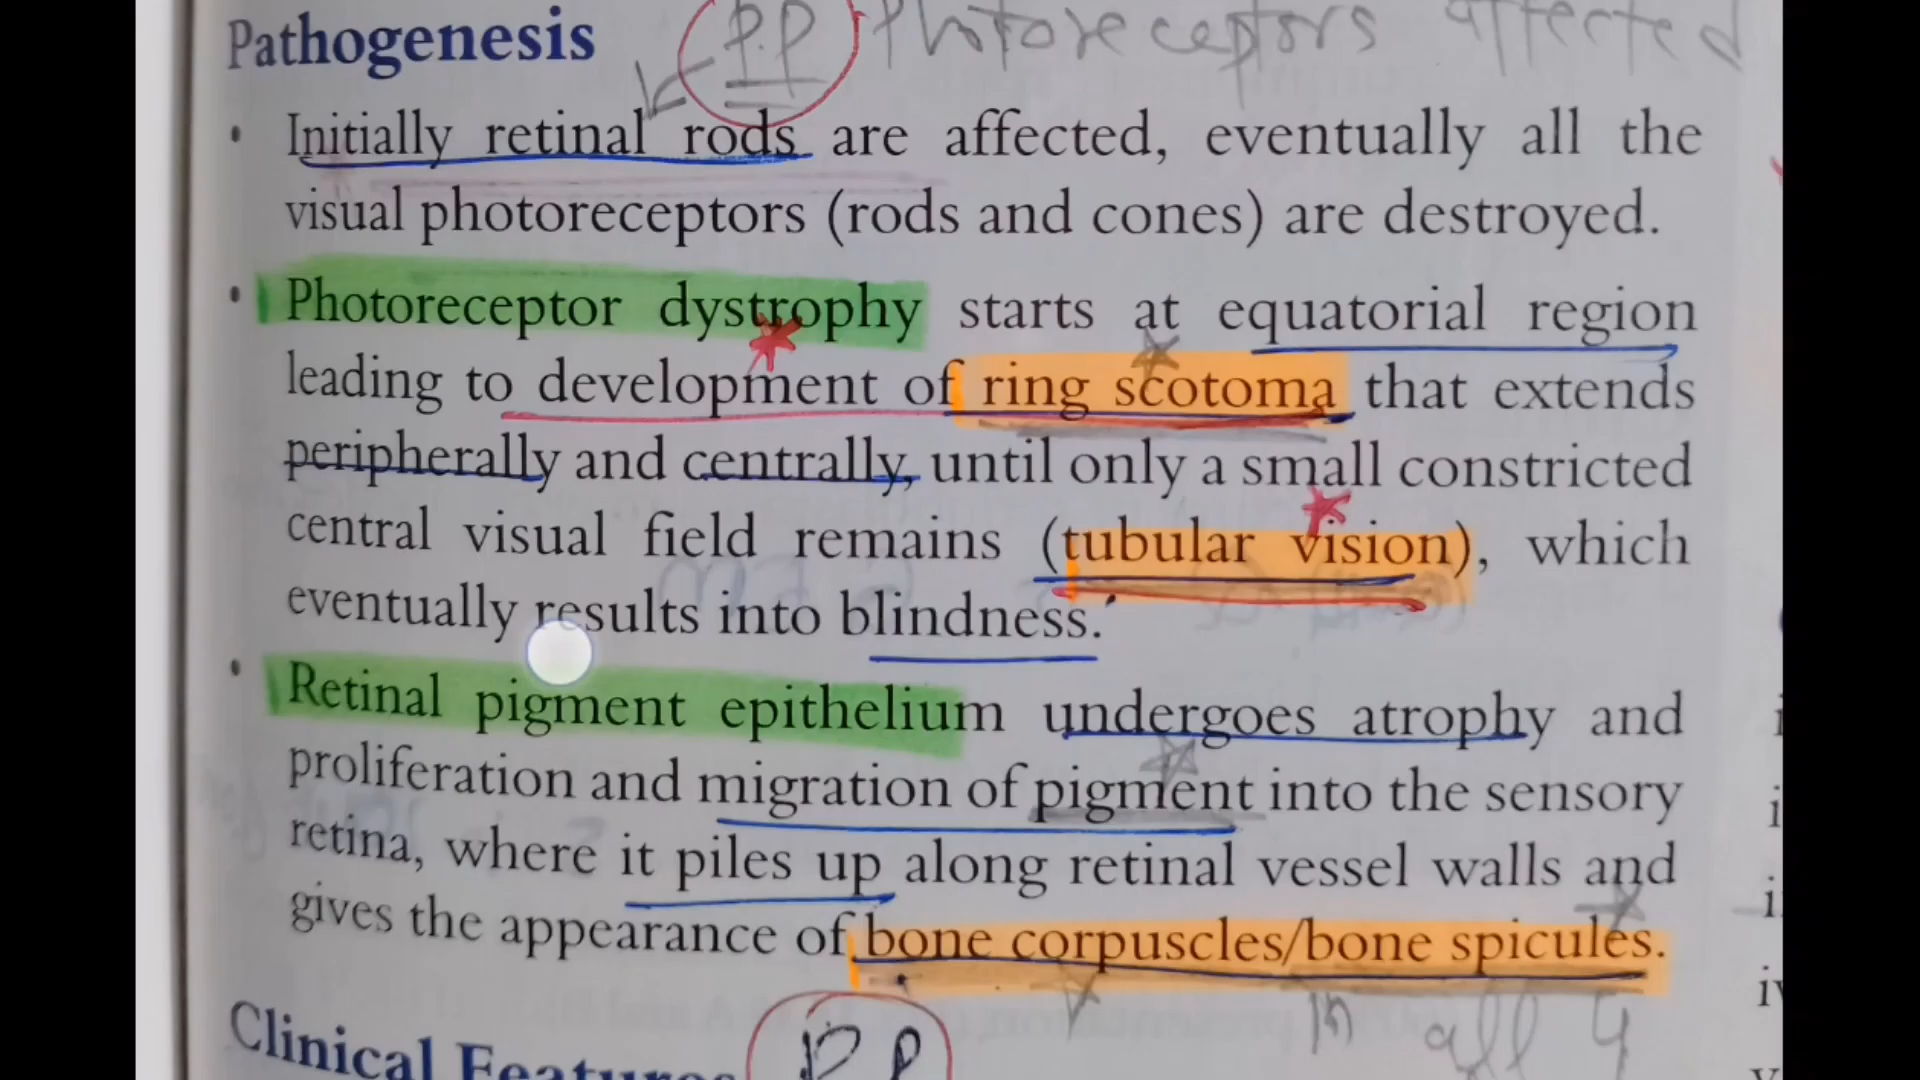 Pathogenesis P.P Photoreceptors affected
• Initially retinal rods are affected, eventually all the
visual photoreceptors (rods and cones) are destroyed.
• Photoreceptor dystrophy starts at equatorial region
leading to development of ring scotoma that extends
peripherally and centrally, until only a small constricted
central visual field remains (tubular vision), which
eventually results into blindness.
• Retinal pigment epithelium undergoes atrophy and
proliferation and migration of pigment into the sensory
retina, where it piles up along retinal vessel walls and
gives the appearance of bone corpuscles/bone spicules.
in all 4
Clinical Features